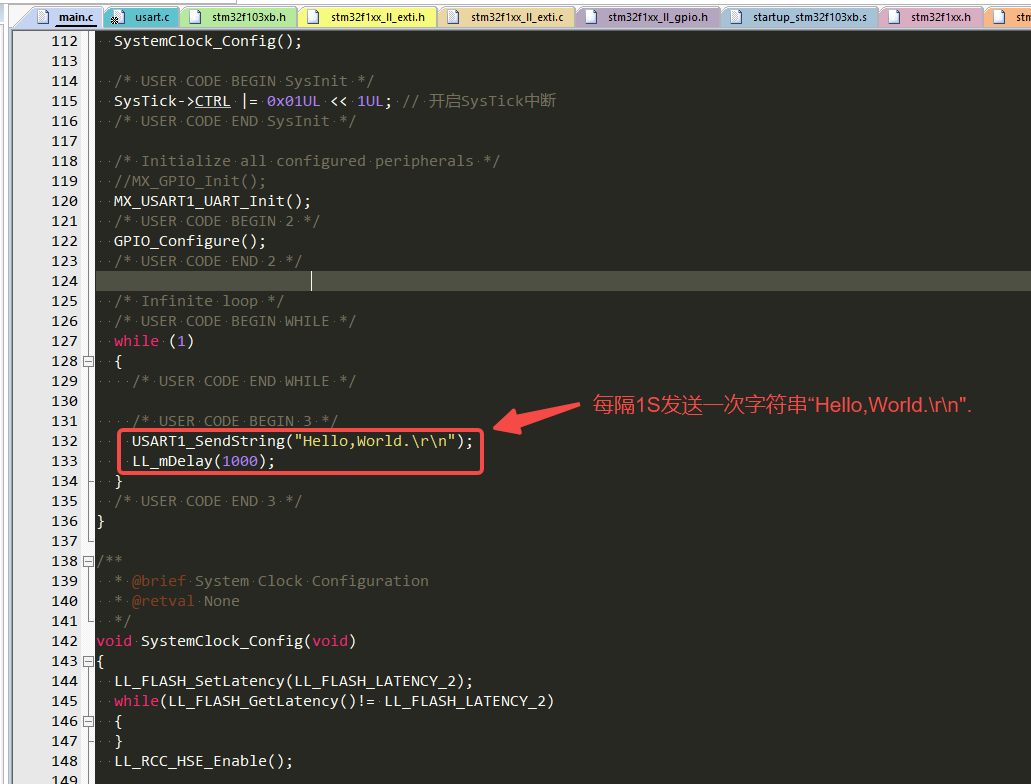 main.c usart.c stm32f103xb.h stm32f1xx_ll_exti.h stm32f1xx_ll_exti.c stm32f1xx_ll_gpio.h startup_stm32f103xb.s stm32f1xx.h
112 SystemClock_Config();
113
114 /* USER CODE BEGIN SysInit */
115 SysTick->CTRL |= 0x01UL << 1UL; // 开启SysTick中断
116 /* USER CODE END SysInit */
117
118 /* Initialize all configured peripherals */
119 //MX_GPIO_Init();
120 MX_USART1_UART_Init();
121 /* USER CODE BEGIN 2 */
122 GPIO_Configure();
123 /* USER CODE END 2 */
124
125 /* Infinite loop */
126 /* USER CODE BEGIN WHILE */
127 while (1)
128 {
129 /* USER CODE END WHILE */
130
131 /* USER CODE BEGIN 3 */
每隔1S发送一次字符串“Hello,World.\r\n".
132 USART1_SendString("Hello,World.\r\n");
133 LL_mDelay(1000);
134 }
135 /* USER CODE END 3 */
136 }
137
138 /**
139 * @brief System Clock Configuration
140 * @retval None
141 */
142 void SystemClock_Config(void)
143 {
144 LL_FLASH_SetLatency(LL_FLASH_LATENCY_2);
145 while(LL_FLASH_GetLatency()!= LL_FLASH_LATENCY_2)
146 {
147 }
148 LL_RCC_HSE_Enable();
149